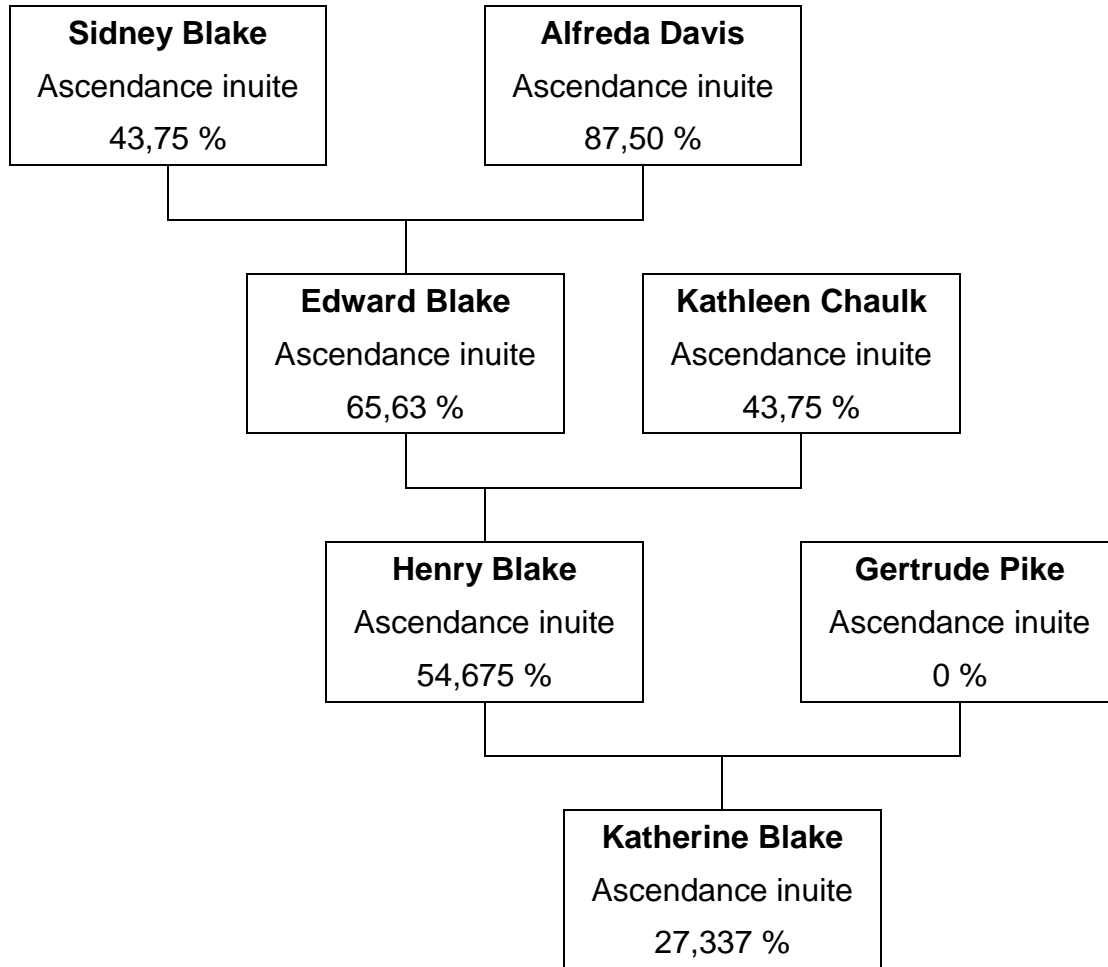 Sidney Blake
Ascendance inuite
43,75 %
Alfreda Davis
Ascendance inuite
87,50 %
Edward Blake
Ascendance inuite
65,63 %
Kathleen Chaulk
Ascendance inuite
43,75 %
Henry Blake
Ascendance inuite
54,675 %
Gertrude Pike
Ascendance inuite
0 %
Katherine Blake
Ascendance inuite
27,337 %